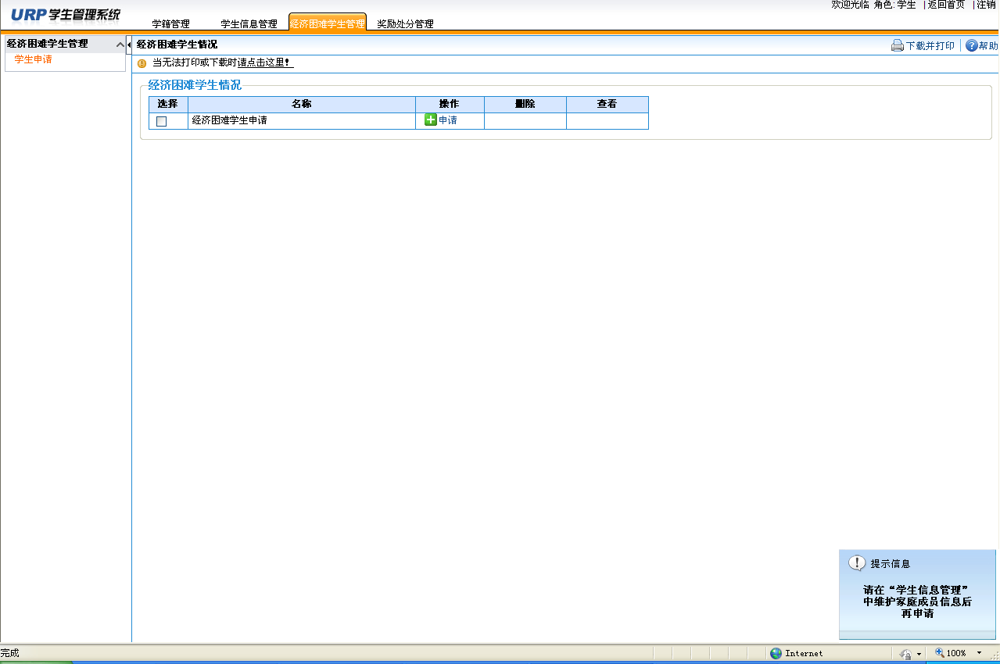 欢迎光临 角色: 学生 | 返回首页 | 注销
URP学生管理系统
学籍管理 学生信息管理 经济困难学生管理 奖励处分管理
经济困难学生管理
学生申请
经济困难学生情况
下载并打印 帮助
当无法打印或下载时请点击这里!
经济困难学生情况
选择 名称 操作 删除 查看
经济困难学生申请 申请
提示信息
请在“学生信息管理”
中维护家庭成员信息后
再申请
完成 Internet 100%